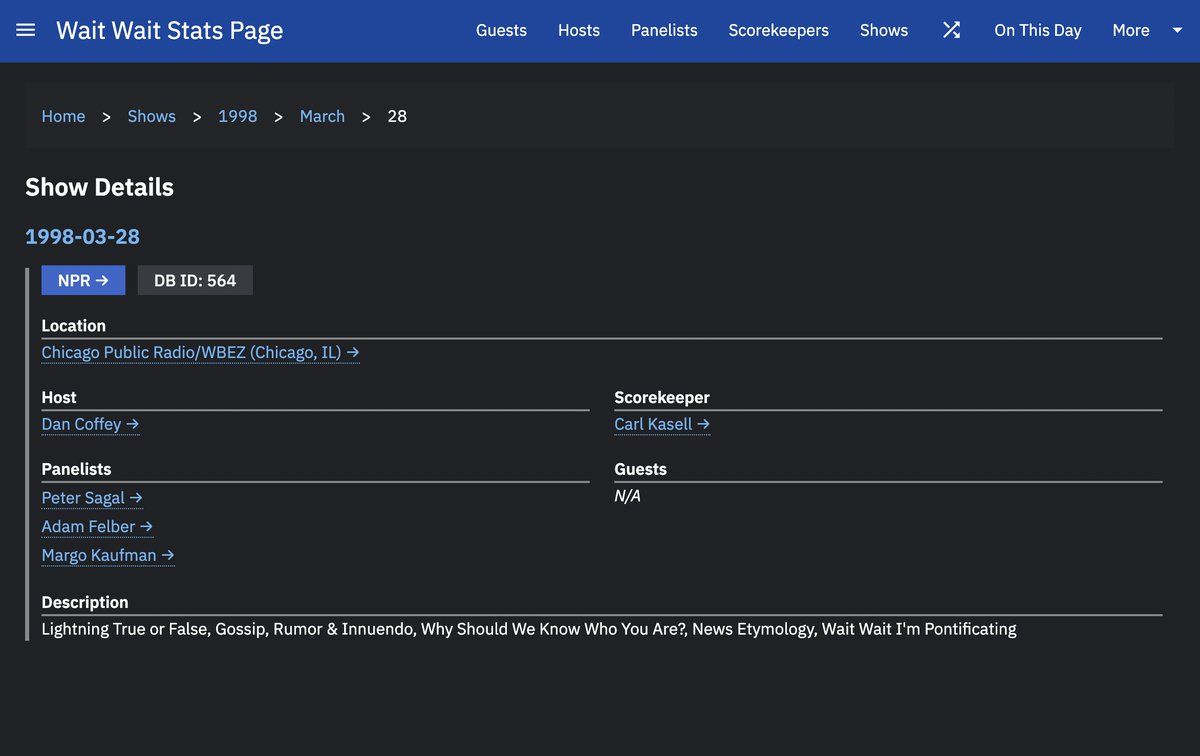 Wait Wait Stats Page
Guests Hosts Panelists Scorekeepers Shows On This Day More
Home > Shows > 1998 > March > 28
Show Details
1998-03-28
NPR → DB ID: 564
Location
Chicago Public Radio/WBEZ (Chicago, IL) →
Host
Dan Coffey →
Scorekeeper
Carl Kasell →
Panelists
Peter Sagal →
Adam Felber →
Margo Kaufman →
Guests
N/A
Description
Lightning True or False, Gossip, Rumor & Innuendo, Why Should We Know Who You Are?, News Etymology, Wait Wait I'm Pontificating